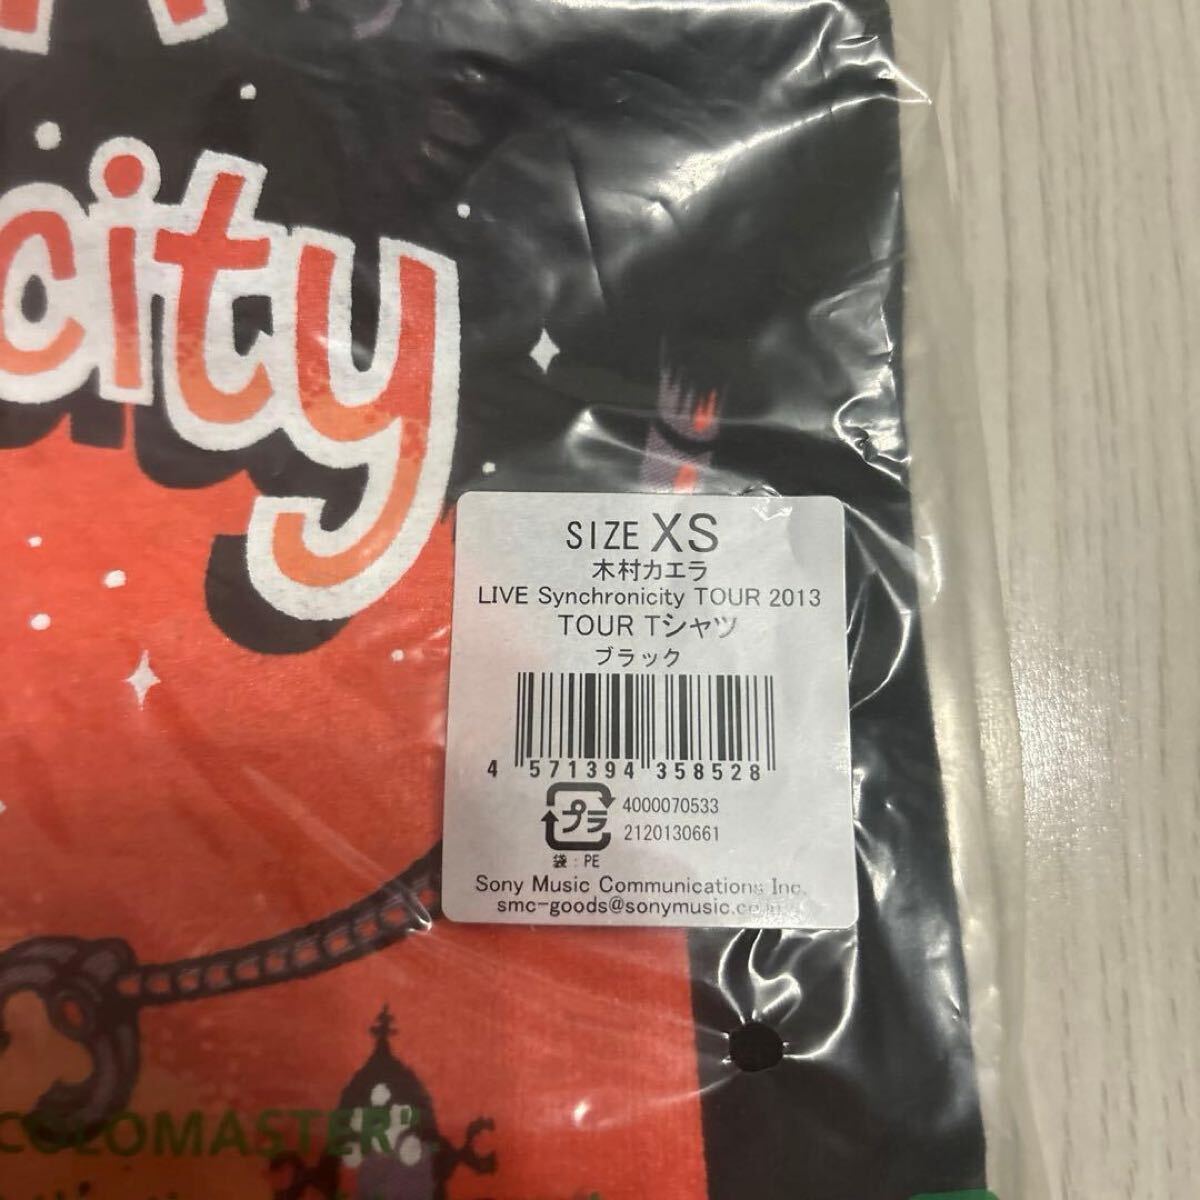 city
SIZE XS
木村カエラ
LIVE Synchronicity TOUR 2013
TOUR Tシャツ
ブラック
4 571394 358528
プラ
4000070533
2120130661
袋:PE
Sony Music Communications Inc.
smc-goods@sonymusic.co.jp
COLOMASTER"